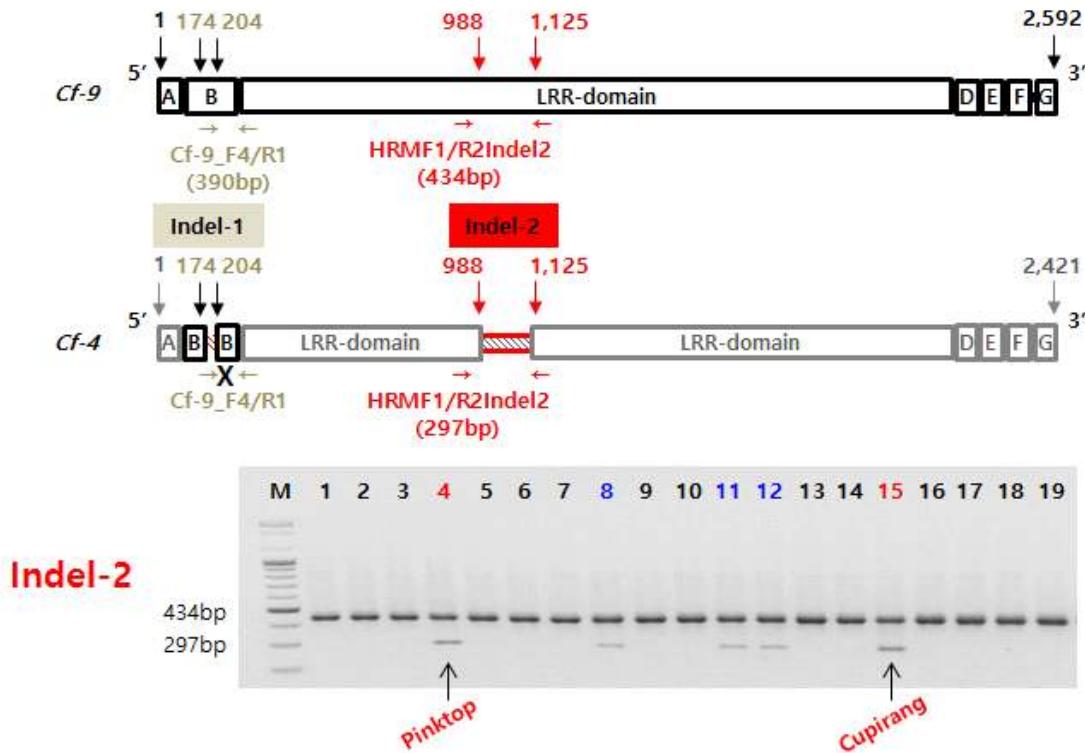 1 174 204 988 1,125 2,592
5’ 3’
Cf-9 A B LRR-domain D E F G
→ ← → ←
Cf-9_F4/R1 HRMF1/R2Indel2
(390bp) (434bp)
Indel-1 Indel-2
1 174 204 988 1,125 2,421
5’ 3’
Cf-4 A B B LRR-domain LRR-domain D E F G
→ X ← → ←
Cf-9_F4/R1 HRMF1/R2Indel2
(297bp)
M 1 2 3 4 5 6 7 8 9 10 11 12 13 14 15 16 17 18 19
Indel-2
434bp
297bp
Pinktop Cupirang